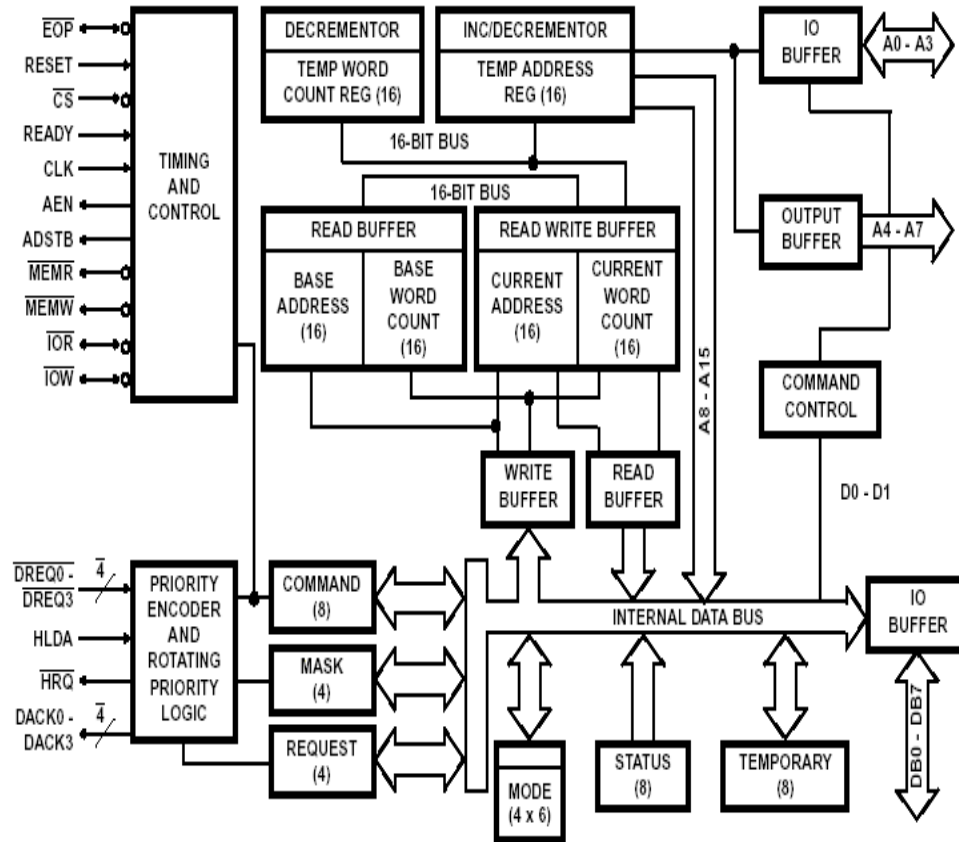 EOP
RESET
CS
READY
CLK
AEN
ADSTB
MEMR
MEMW
IOR
IOW
TIMING
AND
CONTROL
DECREMENTOR
TEMP WORD
COUNT REG (16)
INC/DECREMENTOR
TEMP ADDRESS
REG (16)
IO
BUFFER
A0 - A3
16-BIT BUS
16-BIT BUS
READ BUFFER
BASE
ADDRESS
(16)
BASE
WORD
COUNT
(16)
READ WRITE BUFFER
CURRENT
ADDRESS
(16)
CURRENT
WORD
COUNT
(16)
A8 - A15
OUTPUT
BUFFER
A4 - A7
COMMAND
CONTROL
WRITE
BUFFER
READ
BUFFER
D0 - D1
DREQ0 -
DREQ3
4
HLDA
HRQ
DACK0 -
DACK3
4
PRIORITY
ENCODER
AND
ROTATING
PRIORITY
LOGIC
COMMAND
(8)
MASK
(4)
REQUEST
(4)
INTERNAL DATA BUS
IO
BUFFER
MODE
(4 x 6)
STATUS
(8)
TEMPORARY
(8)
DB0 - DB7